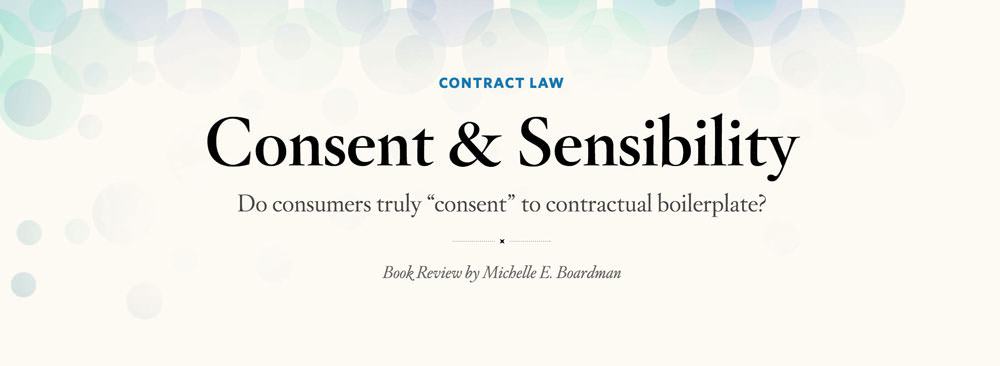 CONTRACT LAW
Consent & Sensibility
Do consumers truly “consent” to contractual boilerplate?
Book Review by Michelle E. Boardman